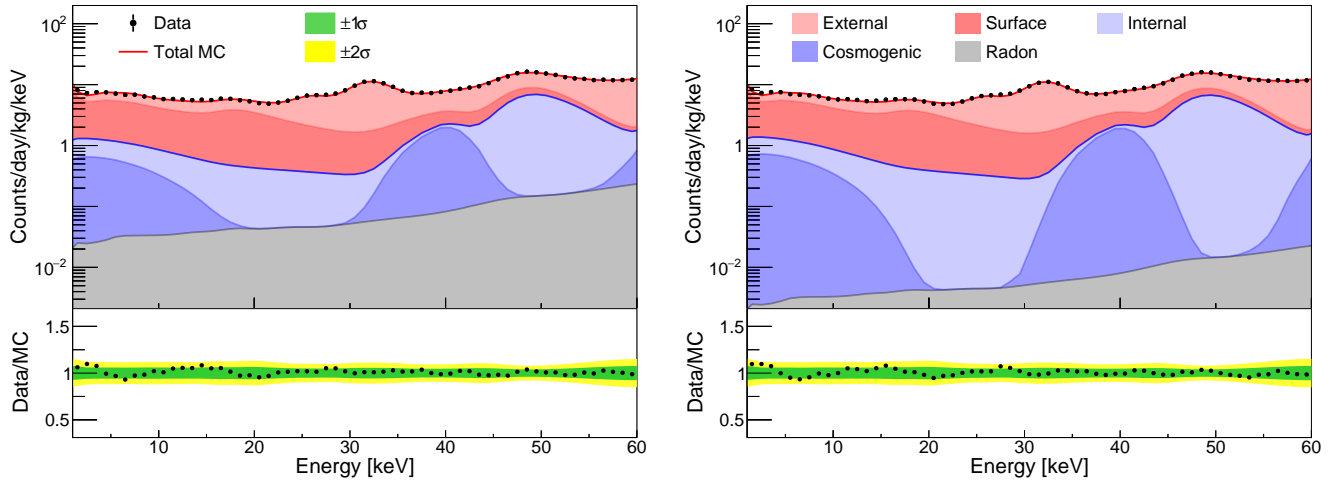 Data
±1σ
Total MC
±2σ
External
Surface
Internal
Cosmogenic
Radon
Counts/day/kg/keV
10²
1
10⁻²
Data/MC
1.5
1
0.5
10 20 30 40 50 60
Energy [keV]
Counts/day/kg/keV
10²
1
10⁻²
Data/MC
1.5
1
0.5
10 20 30 40 50 60
Energy [keV]